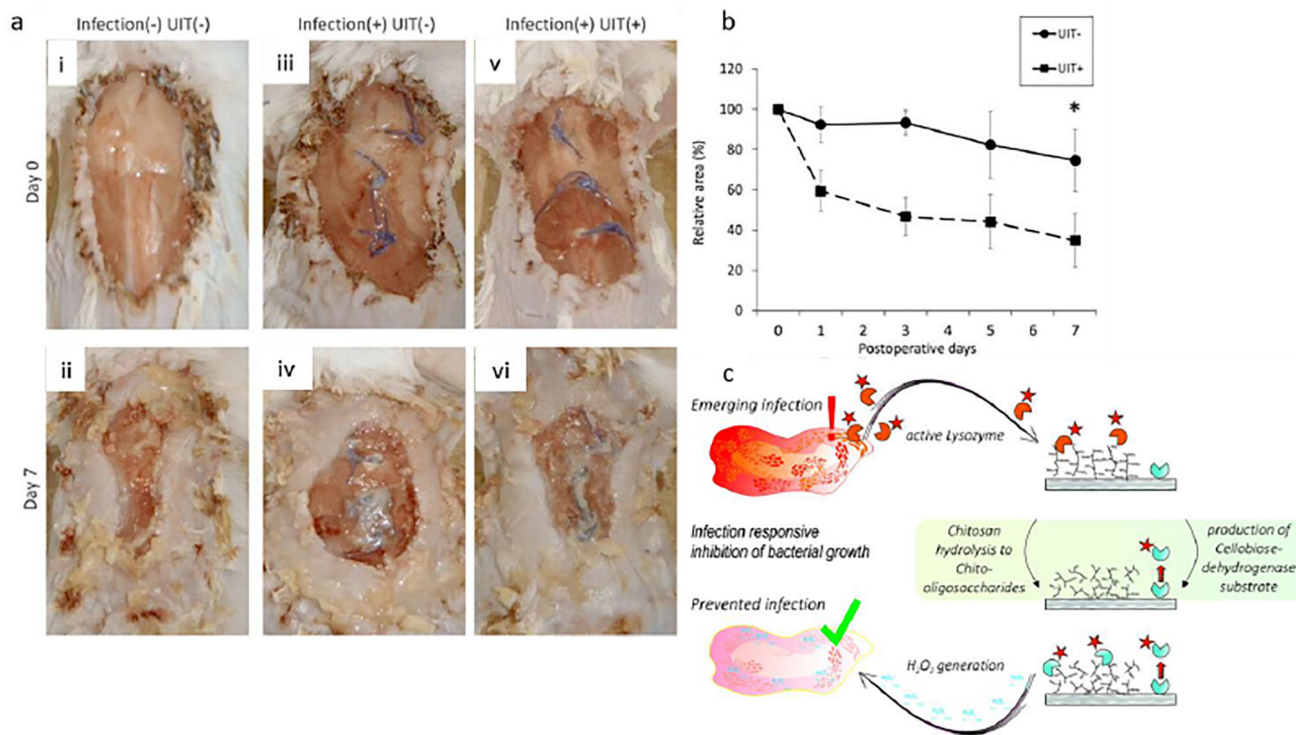 a
Infection(-) UIT(-)
Infection(+) UIT(-)
Infection(+) UIT(+)
Day 0
i
iii
v
Day 7
ii
iv
vi
b
UIT-
UIT+
Relative area (%)
120
100
80
60
40
20
0
*
0 1 2 3 4 5 6 7
Postoperative days
c
Emerging infection
active Lysozyme
Infection responsive
inhibition of bacterial growth
Chitosan
hydrolysis to
Chito-
oligosaccharides
production of
Cellobiose-
dehydrogenase
substrate
Prevented infection
H₂O₂ generation